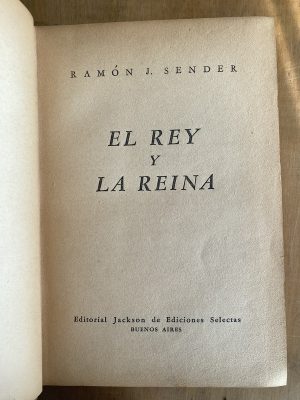 RAMÓN J. SENDER
EL REY
Y
LA REINA
Editorial Jackson de Ediciones Selectas
BUENOS AIRES